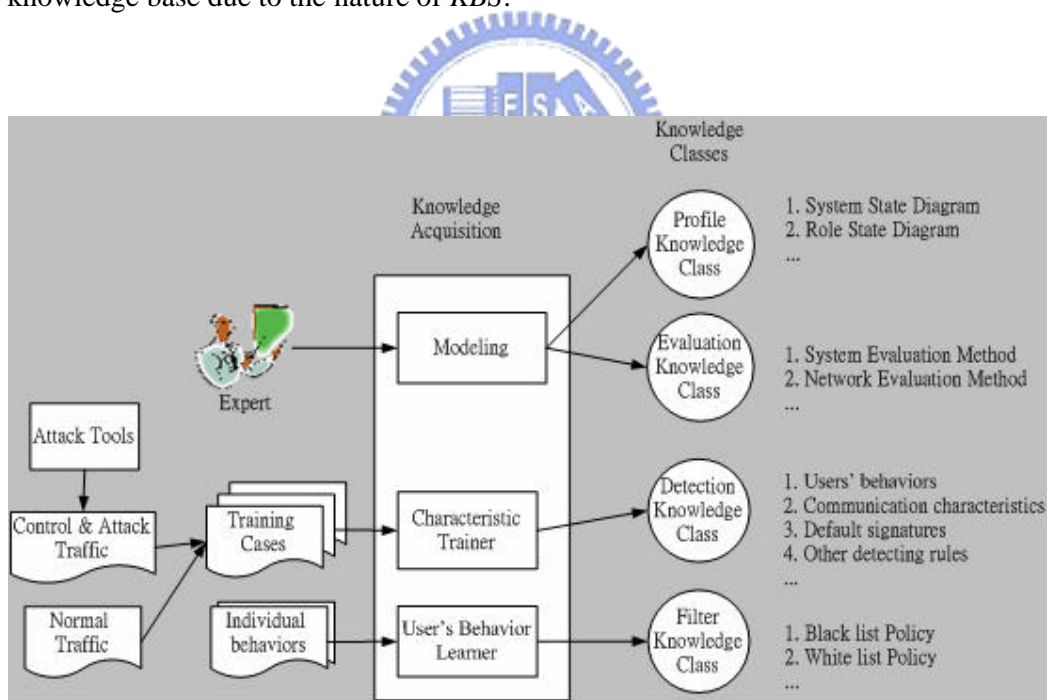 knowledge base due to the nature of KBS.
E S A
Knowledge
Classes
Knowledge
Acquisition
Profile
Knowledge
Class
1. System State Diagram
2. Role State Diagram
...
Expert
Modeling
Evaluation
Knowledge
Class
1. System Evaluation Method
2. Network Evaluation Method
...
Attack Tools
Control & Attack
Traffic
Normal
Traffic
Training
Cases
Characteristic
Trainer
Detection
Knowledge
Class
1. Users' behaviors
2. Communication characteristics
3. Default signatures
4. Other detecting rules
...
Individual
behaviors
User's Behavior
Learner
Filter
Knowledge
Class
1. Black list Policy
2. White list Policy
...